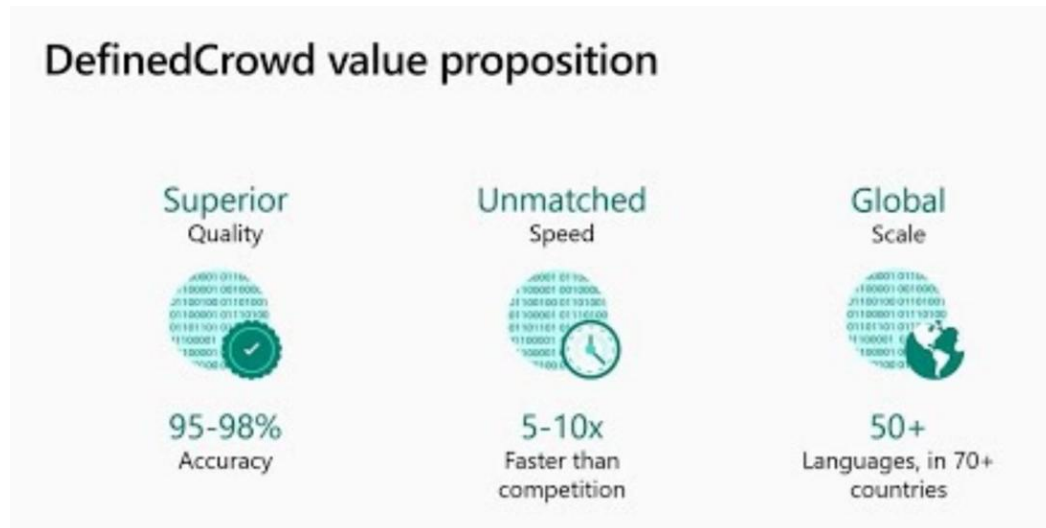 DefinedCrowd value proposition
Superior
Quality
95-98%
Accuracy
Unmatched
Speed
5-10x
Faster than
competition
Global
Scale
50+
Languages, in 70+
countries